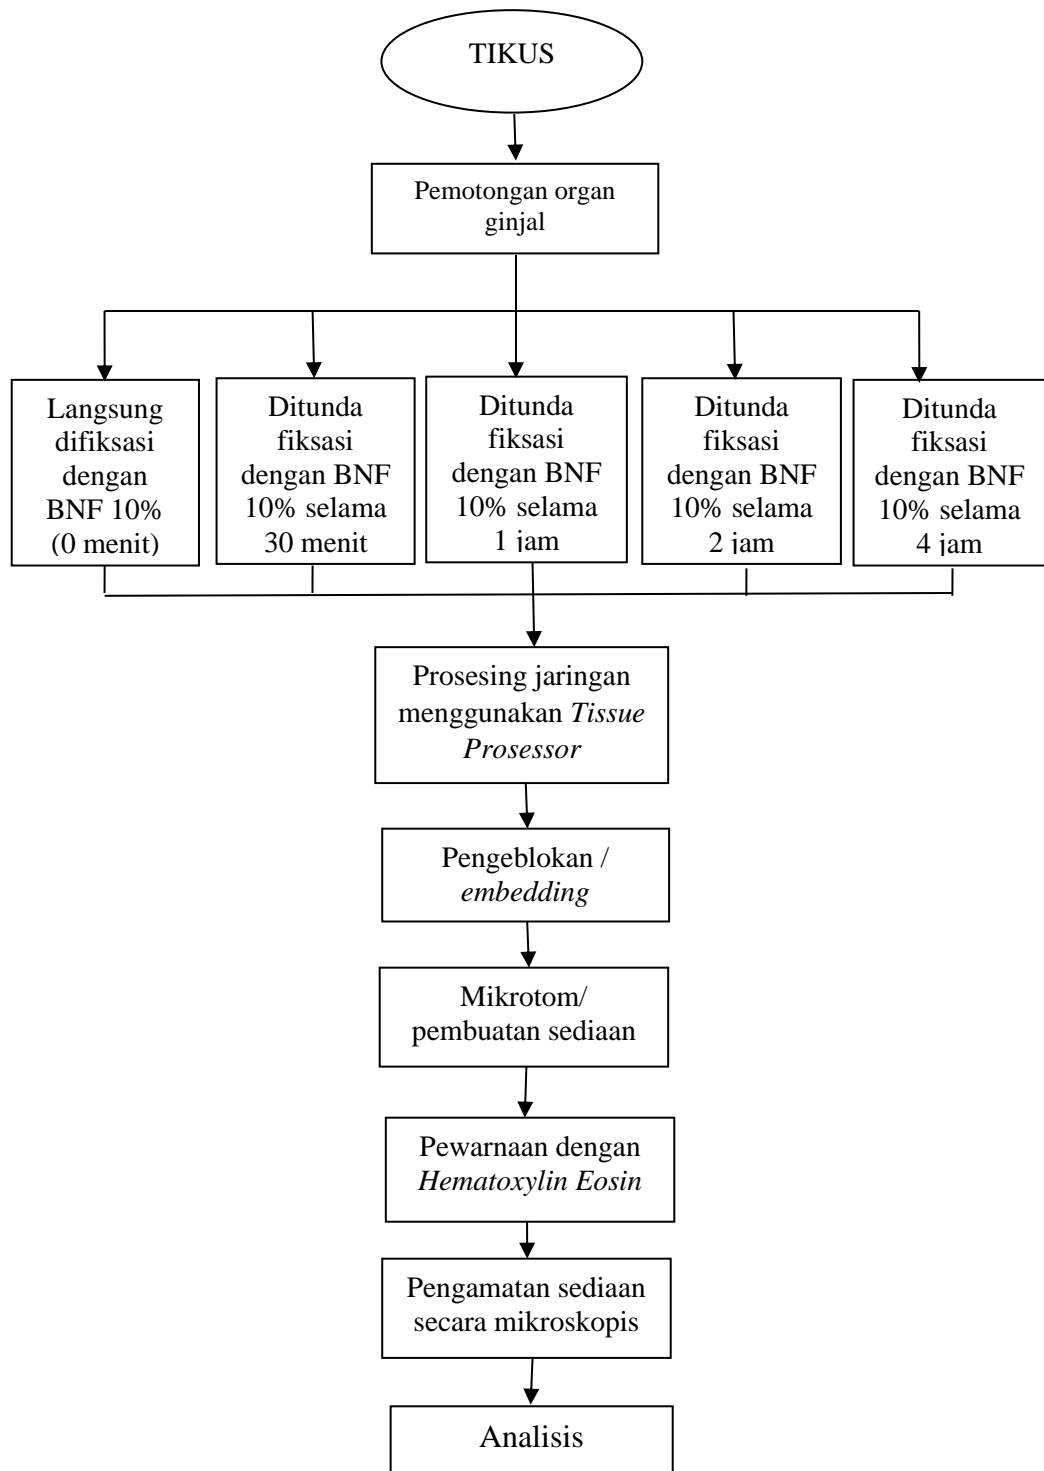 TIKUS
Pemotongan organ
ginjal
Langsung
difiksasi
dengan
BNF 10%
(0 menit)
Ditunda
fiksasi
dengan BNF
10% selama
30 menit
Ditunda
fiksasi
dengan BNF
10% selama
1 jam
Ditunda
fiksasi
dengan BNF
10% selama
2 jam
Ditunda
fiksasi
dengan BNF
10% selama
4 jam
Prosesing jaringan
menggunakan Tissue
Prosessor
Pengeblokan /
embedding
Mikrotom/
pembuatan sediaan
Pewarnaan dengan
Hematoxylin Eosin
Pengamatan sediaan
secara mikroskopis
Analisis